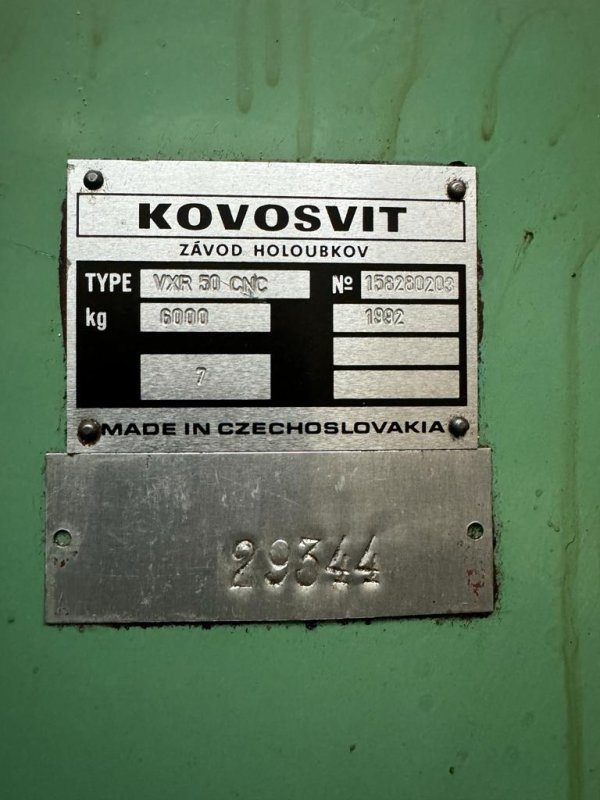 KOVOSVIT
ZÁVOD HOLOUBKOV
TYPE VXR 50 CNC № 158280203
kg 6000 1992
7
MADE IN CZECHOSLOVAKIA
29344